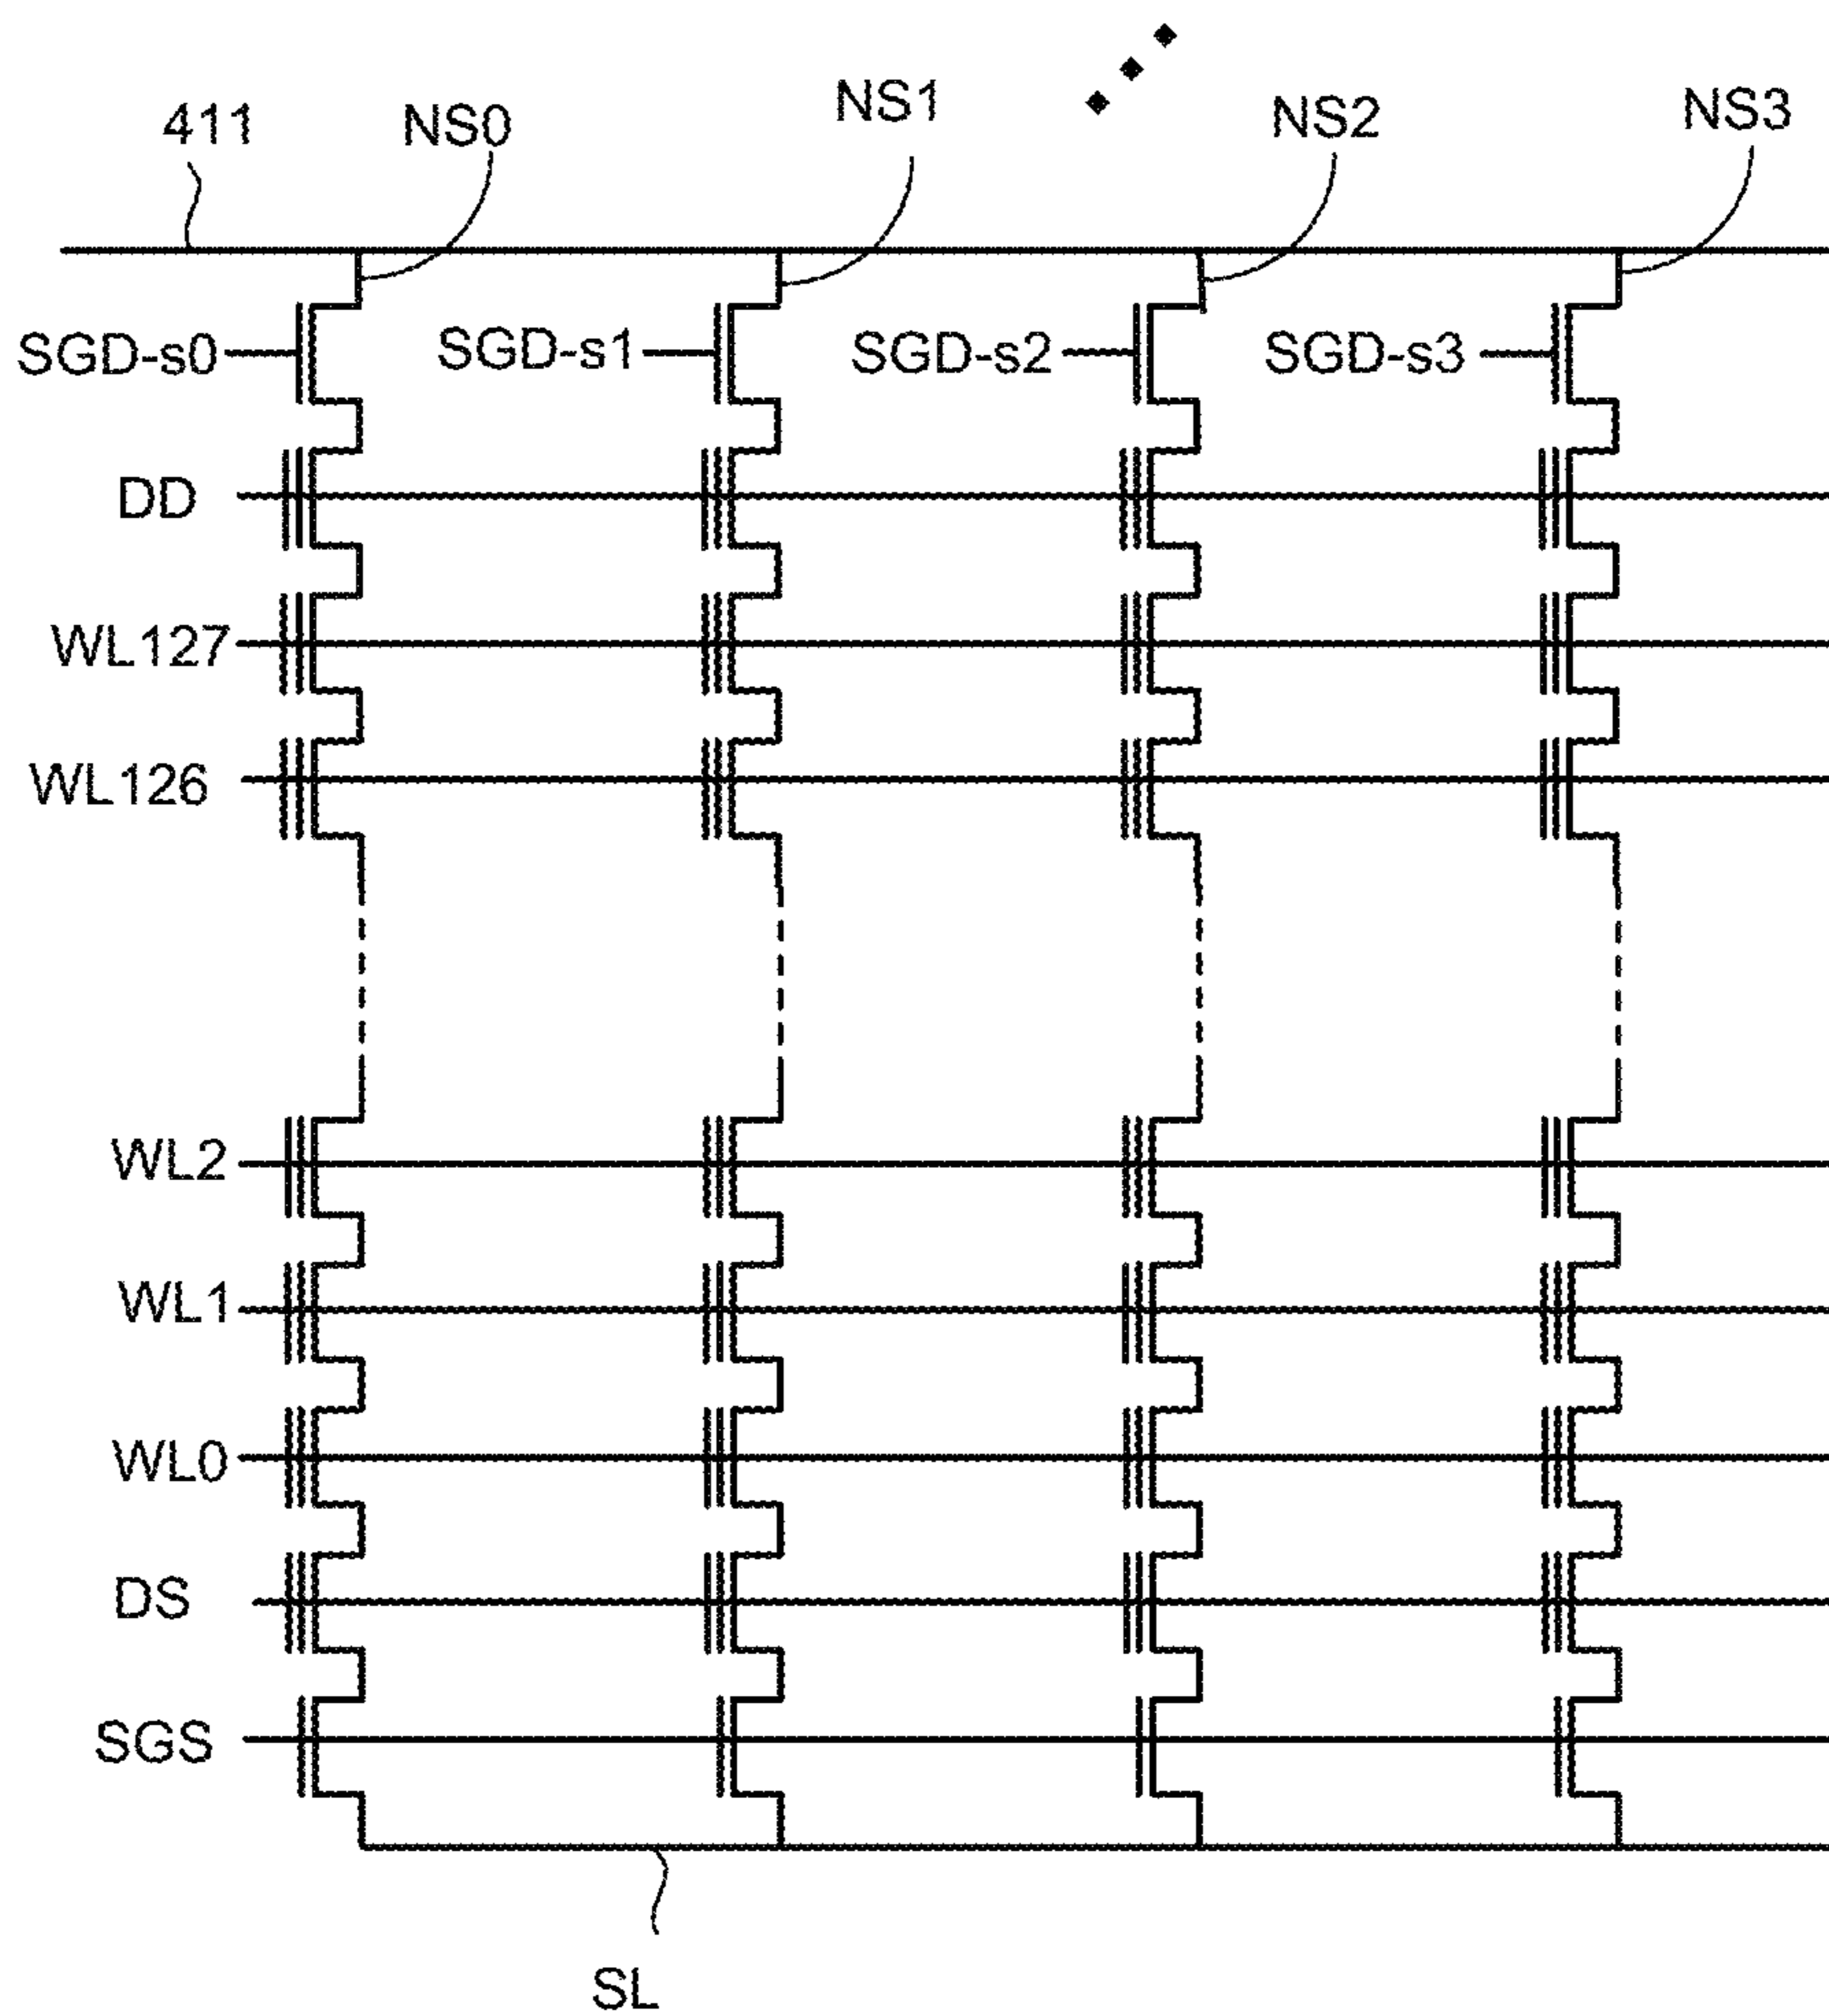 411
NS0
NS1
NS2
NS3
SGD-s0
SGD-s1
SGD-s2
SGD-s3
DD
WL127
WL126
WL2
WL1
WL0
DS
SGS
SL